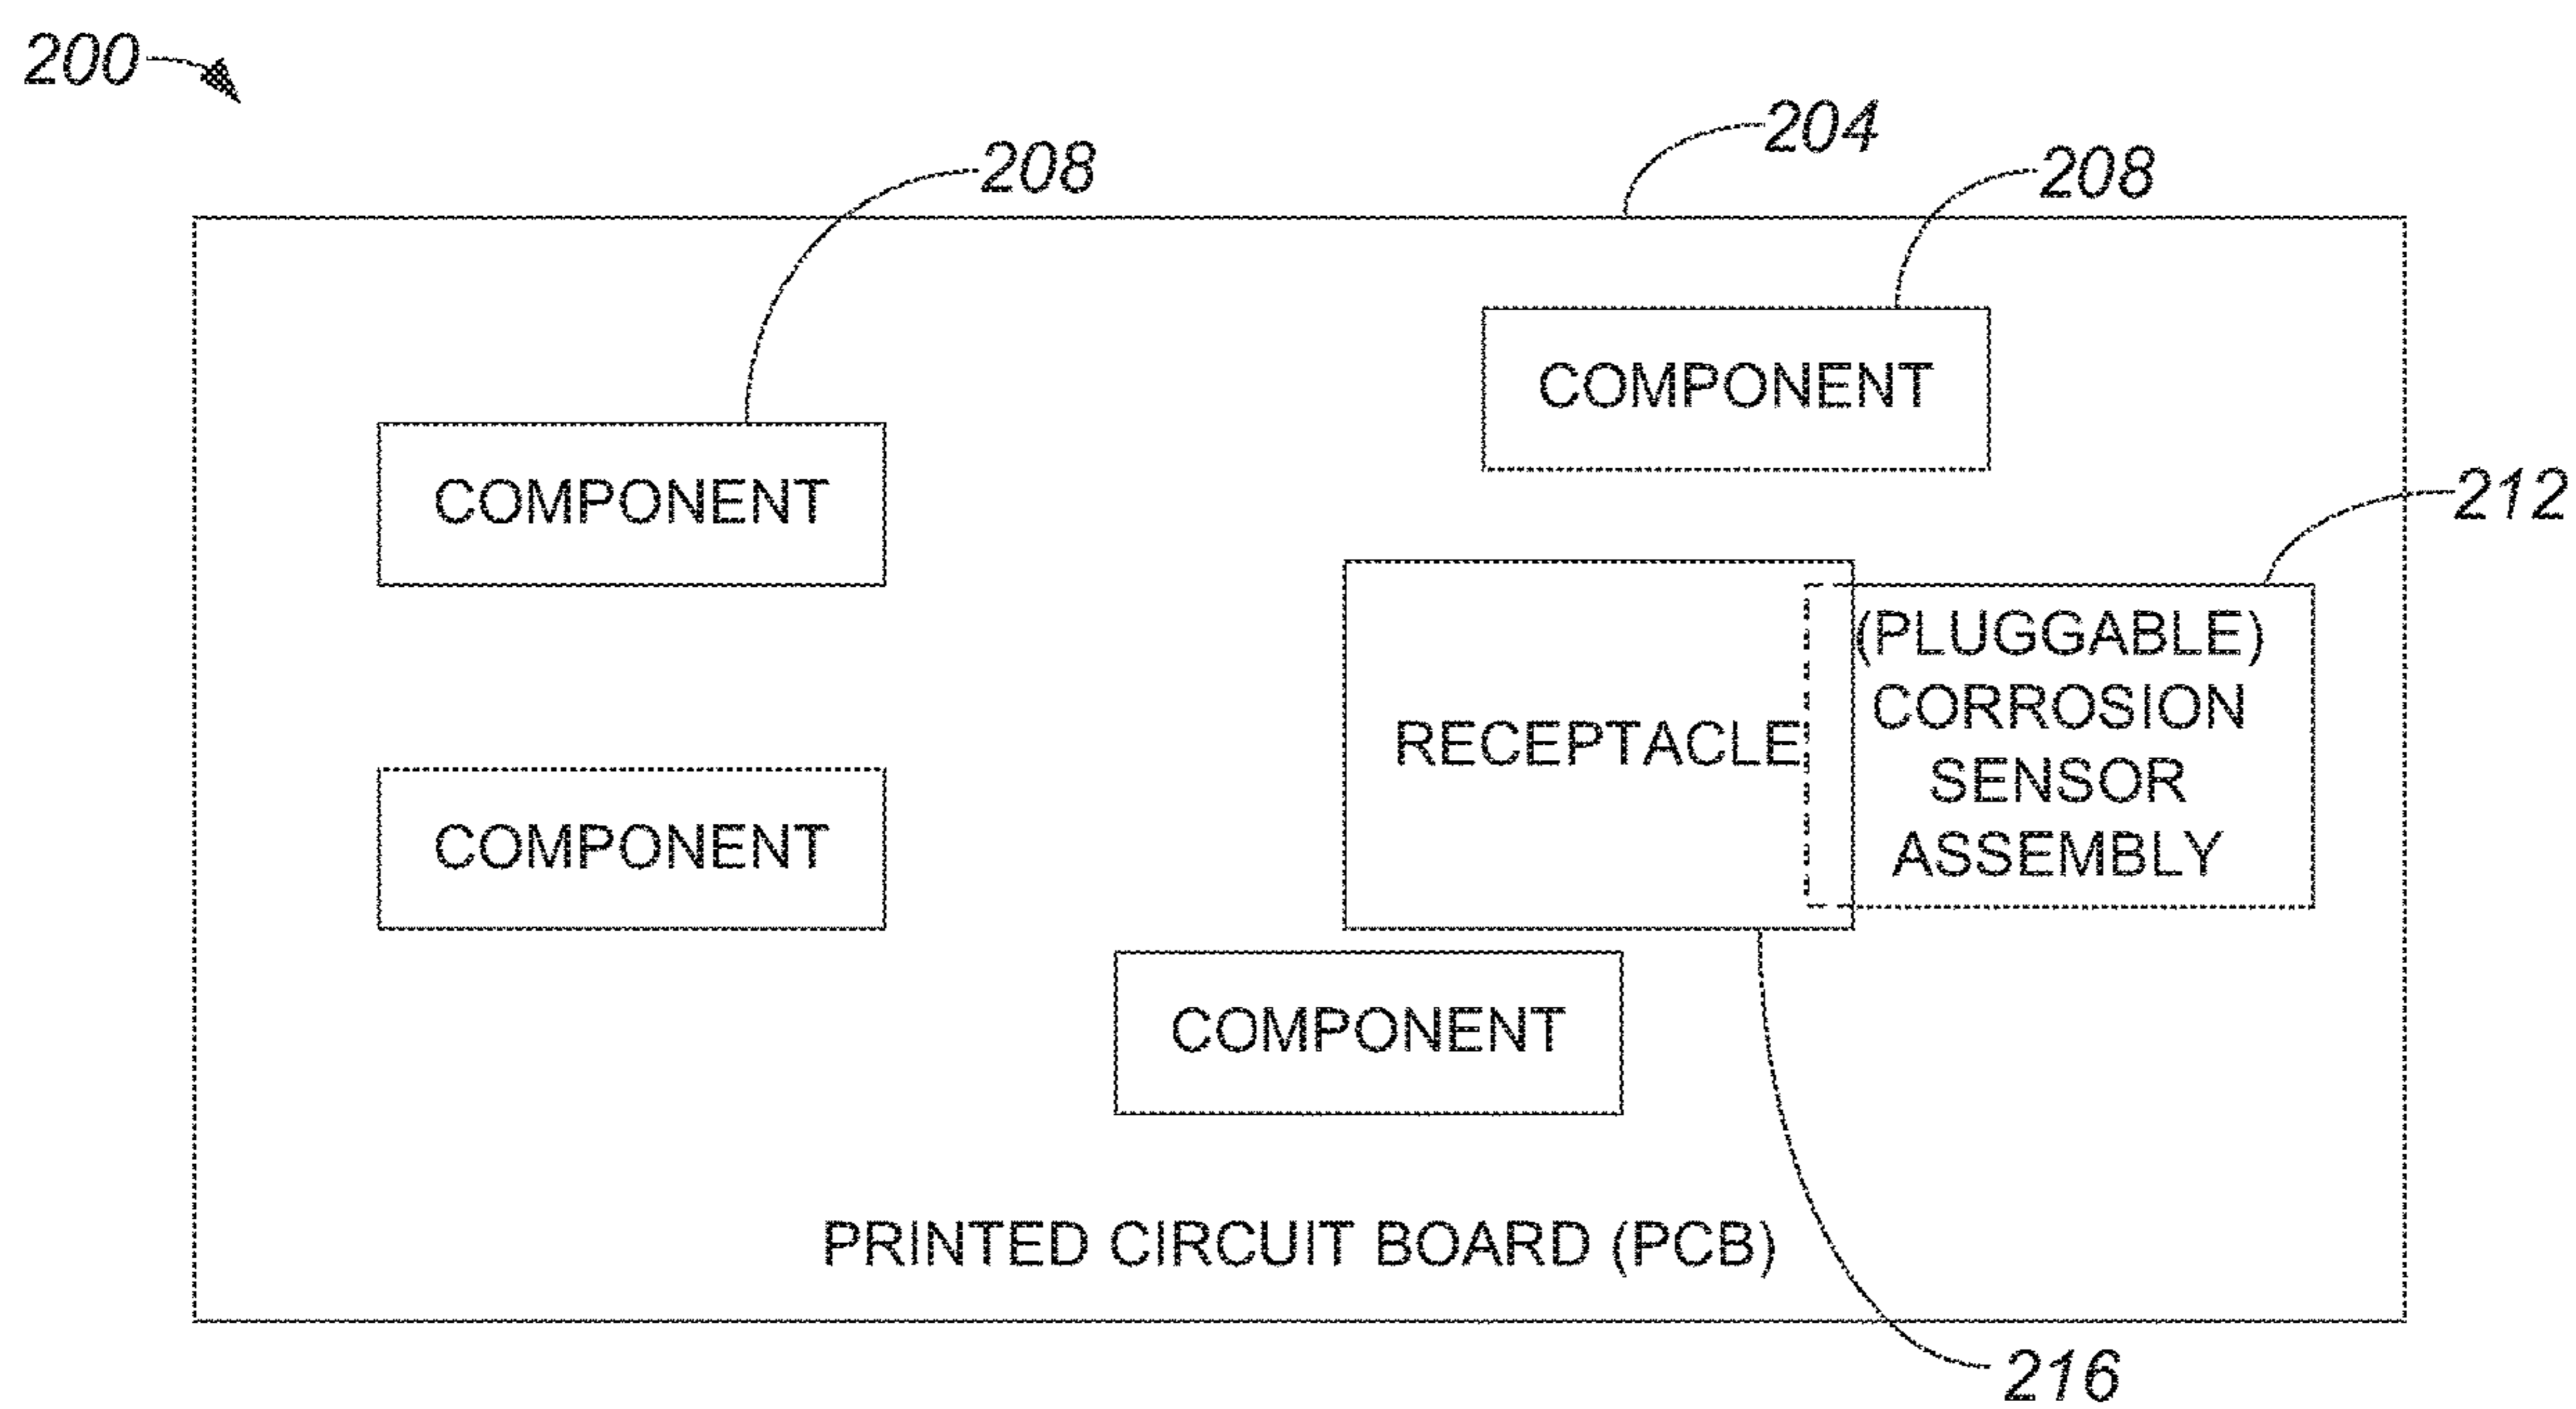 200
204
208
208
COMPONENT
212
COMPONENT
(PLUGGABLE)
CORROSION
RECEPTACLE
SENSOR
COMPONENT
ASSEMBLY
COMPONENT
PRINTED CIRCUIT BOARD (PCB)
216